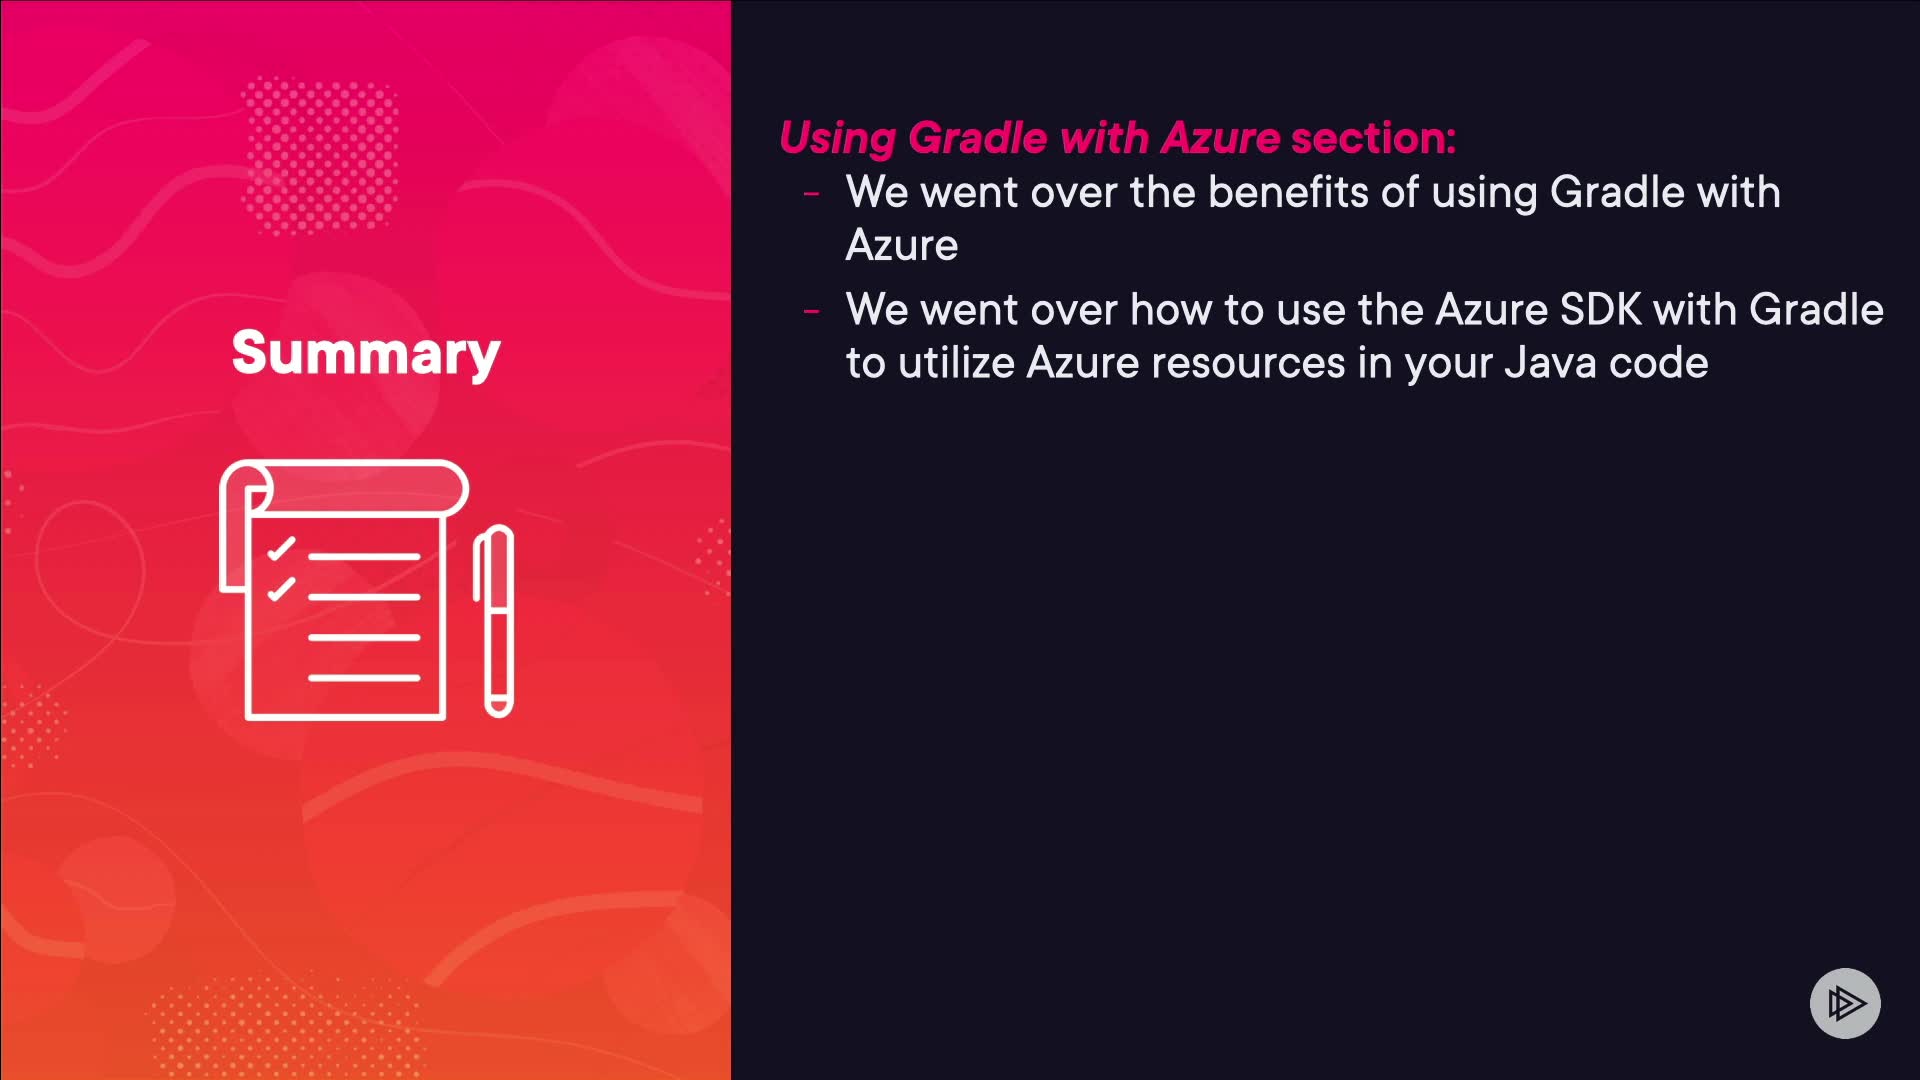 Summary
Using Gradle with Azure section:
- We went over the benefits of using Gradle with
Azure
- We went over how to use the Azure SDK with Gradle
to utilize Azure resources in your Java code